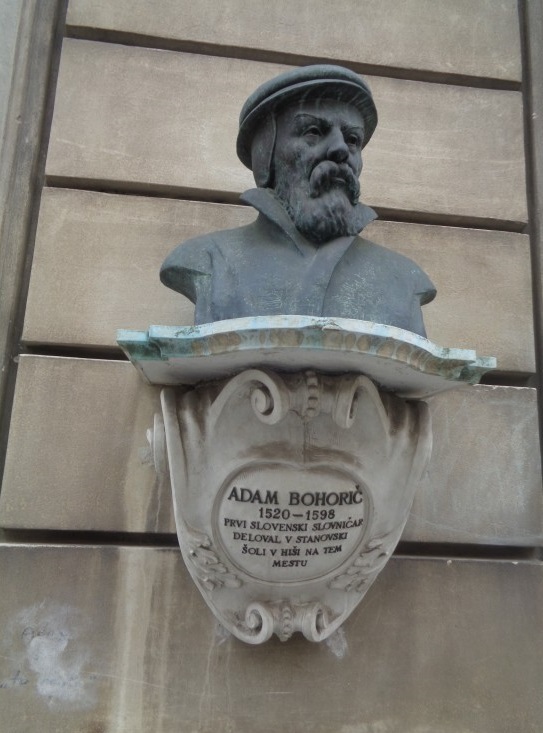 ADAM BOHORIČ
1520-1598
PRVI SLOVENSKI SLOVNIČAR
DELOVAL V STANOVSKI
ŠOLI V HIŠI NA TEM
MESTU